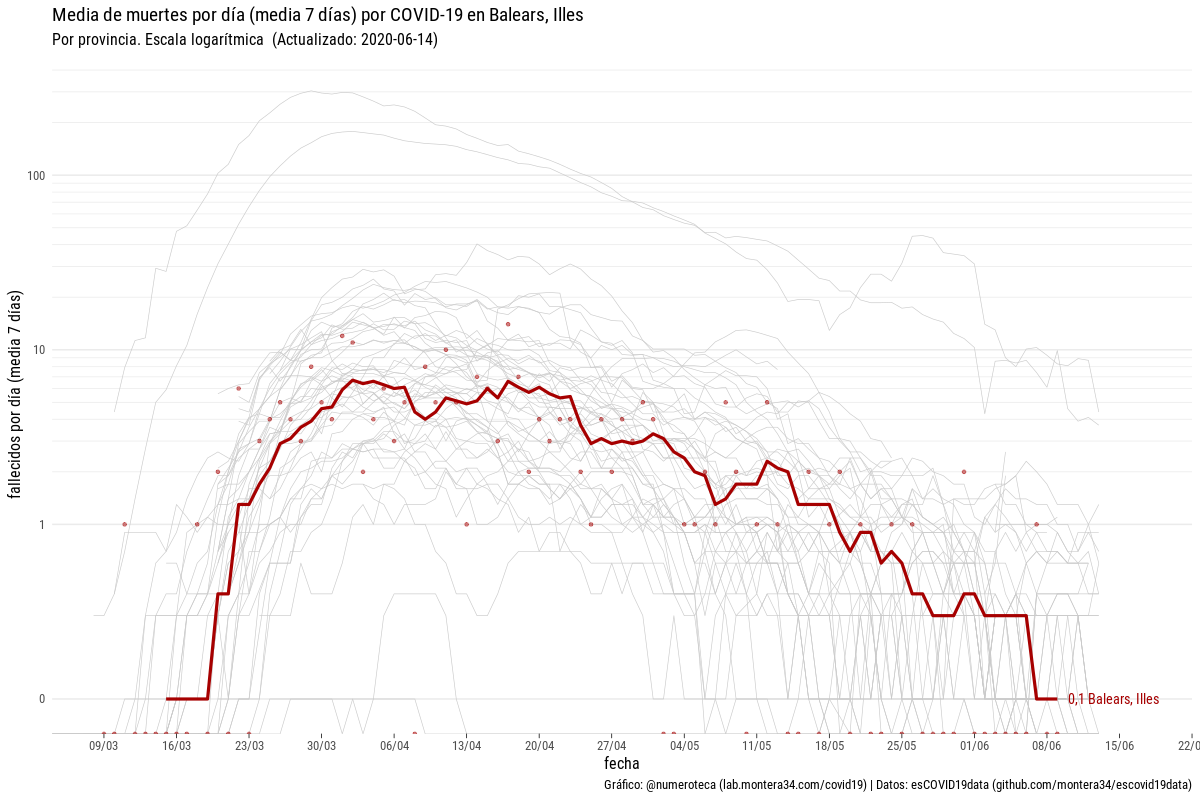 Media de muertes por día (media 7 días) por COVID-19 en Balears, Illes
Por provincia. Escala logarítmica (Actualizado: 2020-06-14)
fallecidos por día (media 7 días)
100
10
1
0
0,1 Balears, Illes
09/03 16/03 23/03 30/03 06/04 13/04 20/04 27/04 04/05 11/05 18/05 25/05 01/06 08/06 15/06 22/0
fecha
Gráfico: @numeroteca (lab.montera34.com/covid19) | Datos: esCOVID19data (github.com/montera34/escovid19data)